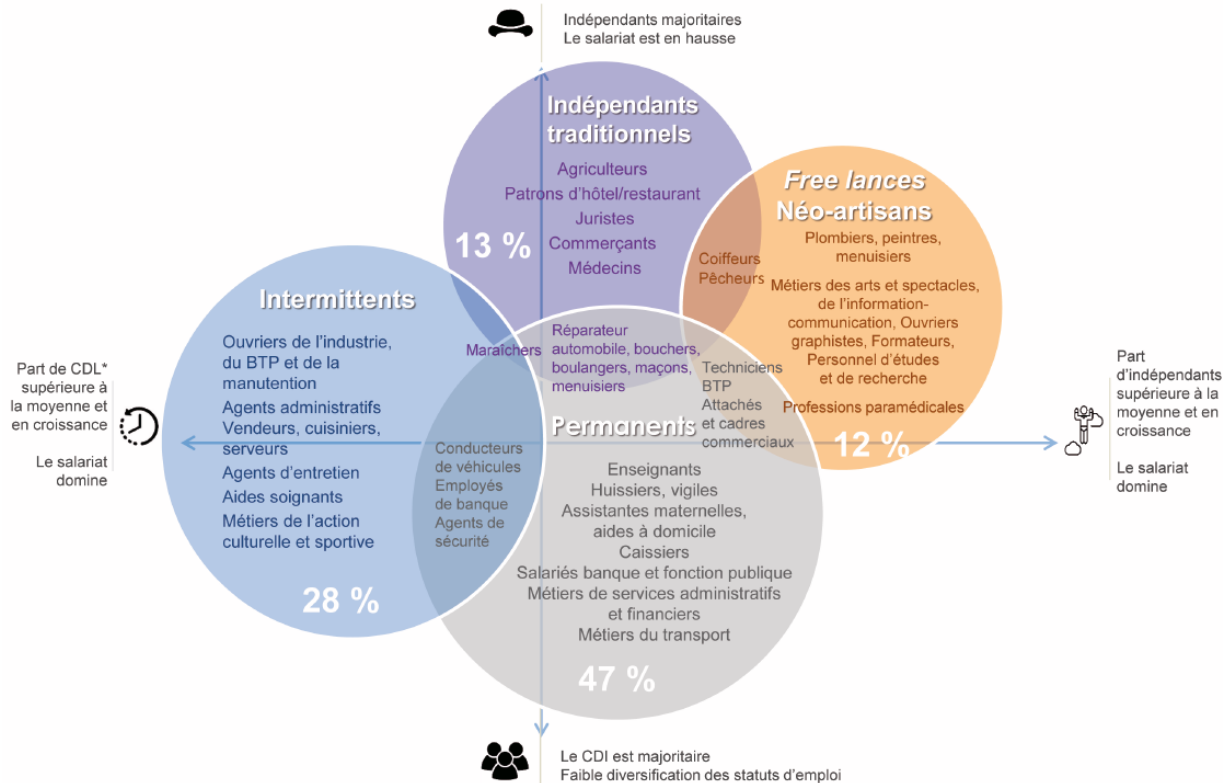 Indépendants majoritaires
Le salariat est en hausse
Indépendants
traditionnels
Agriculteurs
Patrons d'hôtel/restaurant
Juristes
Commerçants
Médecins
13 %
Free lances
Néo-artisans
Plombiers, peintres,
menuisiers
Métiers des arts et spectacles,
de l'information-
communication, Ouvriers
graphistes, Formateurs,
Personnel d'études
et de recherche
Professions paramédicales
12 %
Coiffeurs
Pêcheurs
Intermittents
Ouvriers de l'industrie,
du BTP et de la
manutention
Agents administratifs
Vendeurs, cuisiniers,
serveurs
Agents d'entretien
Aides soignants
Métiers de l'action
culturelle et sportive
28 %
Maraîchers
Réparateur
automobile, bouchers,
boulangers, maçons,
menuisiers
Techniciens
BTP
Attachés
et cadres
commerciaux
Permanents
Conducteurs
de véhicules
Employés
de banque
Agents de
sécurité
Enseignants
Huissiers, vigiles
Assistantes maternelles,
aides à domicile
Caissiers
Salariés banque et fonction publique
Métiers de services administratifs
et financiers
Métiers du transport
47 %
Part de CDL*
supérieure à
la moyenne et
en croissance
Le salariat
domine
Part
d'indépendants
supérieure à la
moyenne et en
croissance
Le salariat
domine
Le CDI est majoritaire
Faible diversification des statuts d'emploi